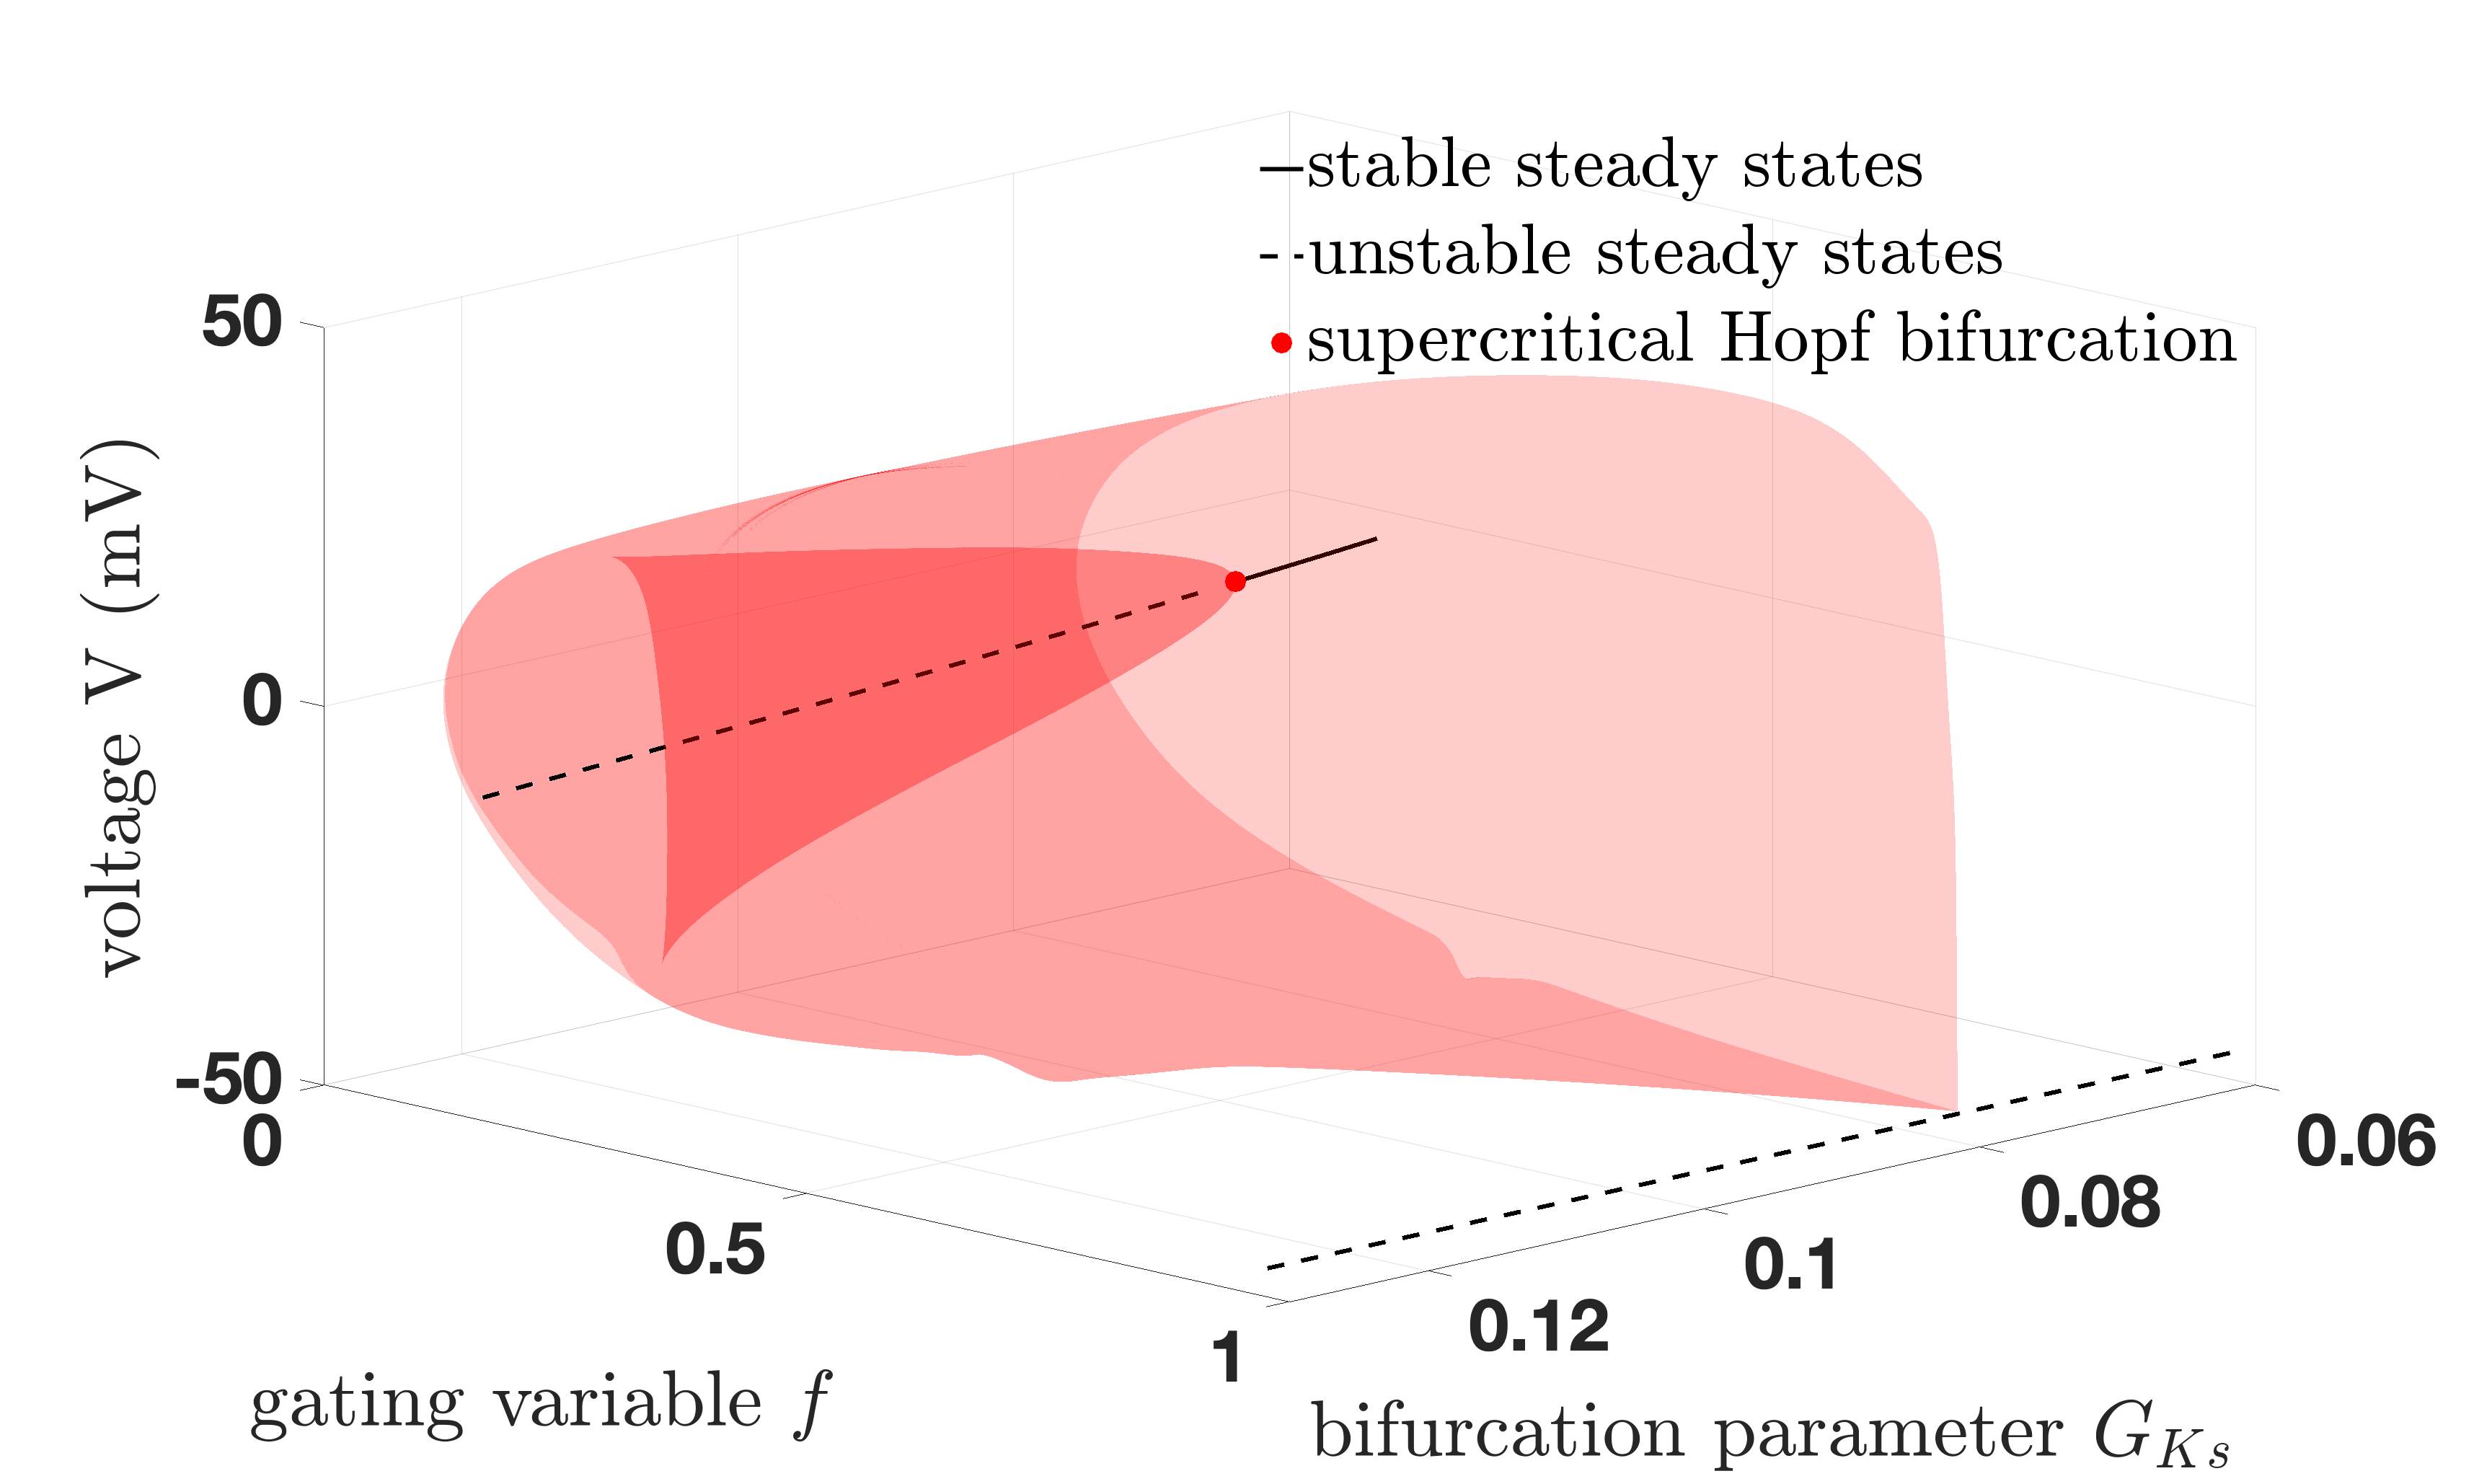 stable steady states
unstable steady states
supercritical Hopf bifurcation
voltage V (mV)
50
0
-50
0
0.5
1
gating variable f
0.12
0.1
0.08
0.06
bifurcation parameter G_{Ks}